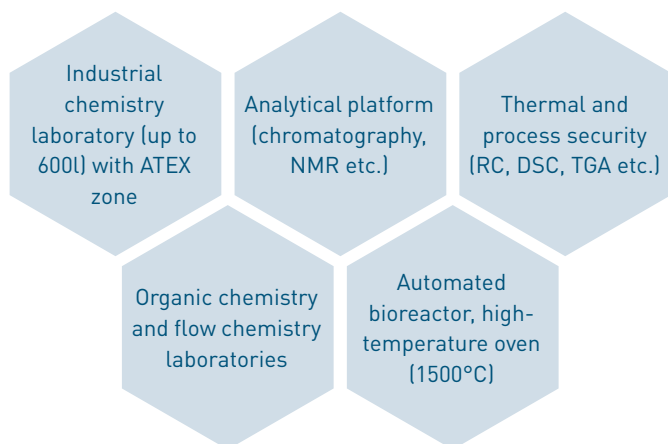 Industrial
chemistry
laboratory (up to
600l) with ATEX
zone
Analytical platform
(chromatography,
NMR etc.)
Thermal and
process security
(RC, DSC, TGA etc.)
Organic chemistry
and flow chemistry
laboratories
Automated
bioreactor, high-
temperature oven
(1500°C)